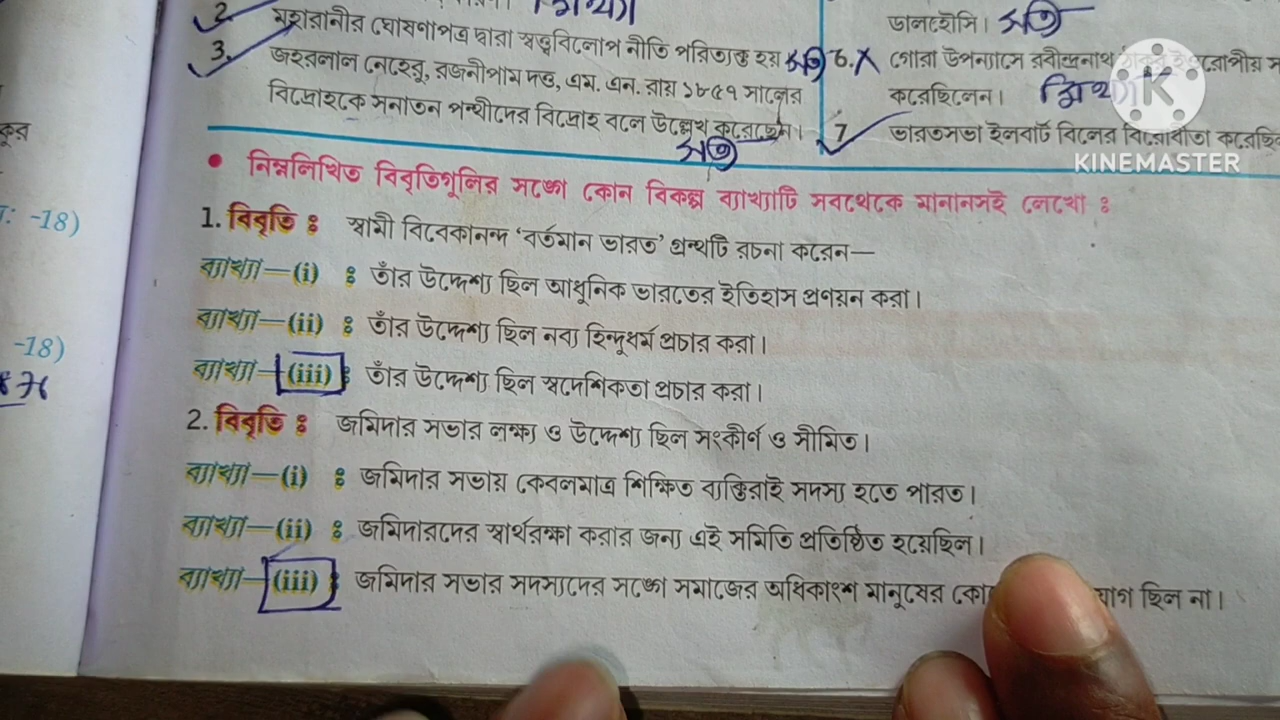 2. মহারানীর ঘোষণাপত্র দ্বারা স্বত্ববিলোপ নীতি পরিত্যক্ত হয় সত্যি
3. জহরলাল নেহেরু, রজনীপাম দত্ত, এম. এন. রায় ১৮৫৭ সালের
বিদ্রোহকে সনাতন পন্থীদের বিদ্রোহ বলে উল্লেখ করেছেন।
সত্যি
ডালহৌসি। সত্যি
6. X গোরা উপন্যাসে রবীন্দ্রনাথ
করেছিলেন। মিথ্যা
7 ভারতসভা ইলবার্ট বিলের বিরোধীতা
K
KINEMASTER
-18)
-18)
• নিম্নলিখিত বিবৃতিগুলির সঙ্গে কোন বিকল্প ব্যাখ্যাটি সবথেকে মানানসই লেখো ঃ
1. বিবৃতি ঃ স্বামী বিবেকানন্দ ‘বর্তমান ভারত’ গ্রন্থটি রচনা করেন—
ব্যাখ্যা—(i) ঃ তাঁর উদ্দেশ্য ছিল আধুনিক ভারতের ইতিহাস প্রণয়ন করা।
ব্যাখ্যা—(ii) ঃ তাঁর উদ্দেশ্য ছিল নব্য হিন্দুধর্ম প্রচার করা।
ব্যাখ্যা—(iii) ঃ তাঁর উদ্দেশ্য ছিল স্বদেশিকতা প্রচার করা।
2. বিবৃতি ঃ জমিদার সভার লক্ষ্য ও উদ্দেশ্য ছিল সংকীর্ণ ও সীমিত।
ব্যাখ্যা—(i) ঃ জমিদার সভায় কেবলমাত্র শিক্ষিত ব্যক্তিরাই সদস্য হতে পারত।
ব্যাখ্যা—(ii) ঃ জমিদারদের স্বার্থরক্ষা করার জন্য এই সমিতি প্রতিষ্ঠিত হয়েছিল।
ব্যাখ্যা—(iii) ঃ জমিদার সভার সদস্যদের সঙ্গে সমাজের অধিকাংশ মানুষের ছিল না।